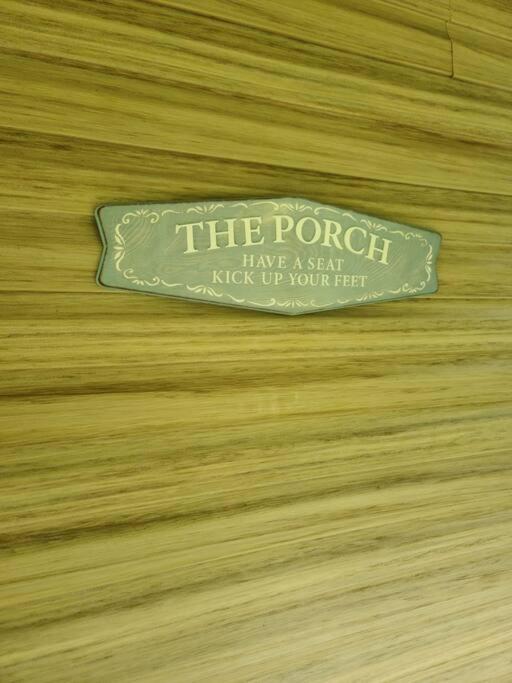 THE PORCH
HAVE A SEAT
KICK UP YOUR FEET